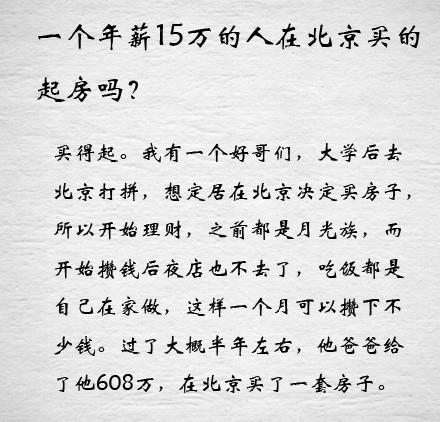 一个年薪15万的人在北京买的
起房吗？
买得起。我有一个好哥们，大学后去
北京打拼，想定居在北京决定买房子，
所以开始理财，之前都是月光族，而
开始攒钱后夜店也不去了，吃饭都是
自己在家做，这样一个月可以攒下不
少钱。过了大概半年左右，他爸爸给
了他608万，在北京买了一套房子。